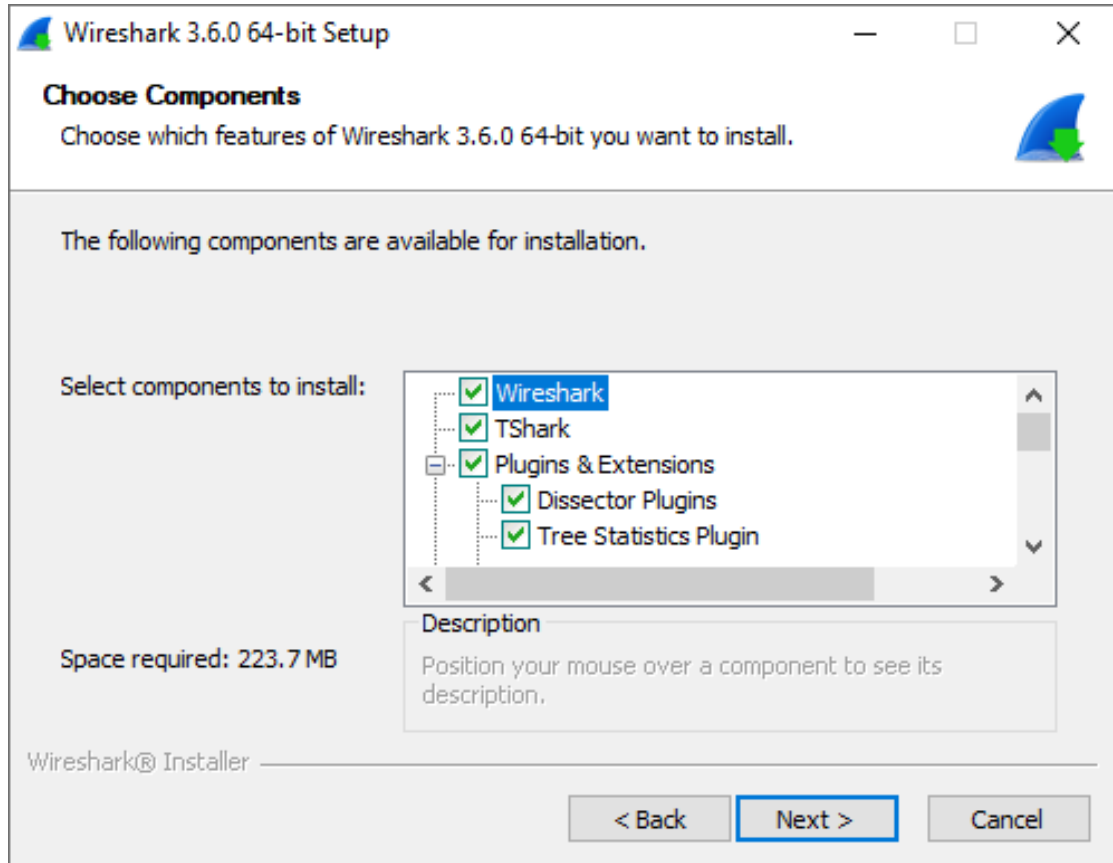 Wireshark 3.6.0 64-bit Setup
Choose Components
Choose which features of Wireshark 3.6.0 64-bit you want to install.
The following components are available for installation.
Select components to install:
Wireshark
TShark
Plugins & Extensions
Dissector Plugins
Tree Statistics Plugin
Space required: 223.7 MB
Description
Position your mouse over a component to see its
description.
Wireshark® Installer
< Back
Next >
Cancel